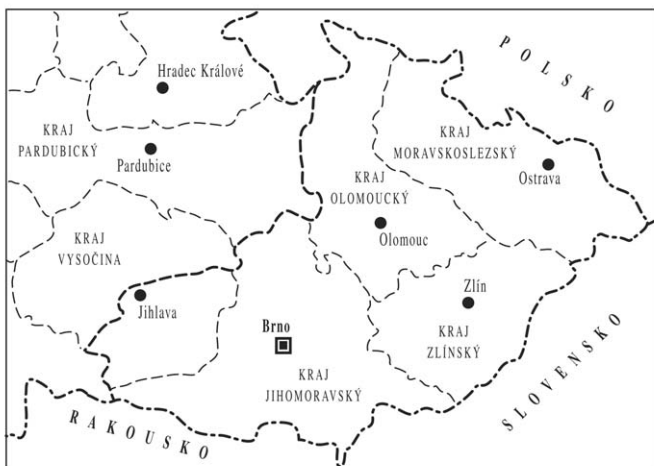 POLSKO
Hradec Králové
KRAJ
PARDUBICKÝ
Pardubice
KRAJ
MORAVSKOSLEZSKÝ
Ostrava
KRAJ
OLOMOUCKÝ
Olomouc
KRAJ
VYSOČINA
Jihlava
Zlín
Brno
KRAJ
ZLÍNSKÝ
KRAJ
JIHOMORAVSKÝ
SLOVENSKO
RAKOUSKO